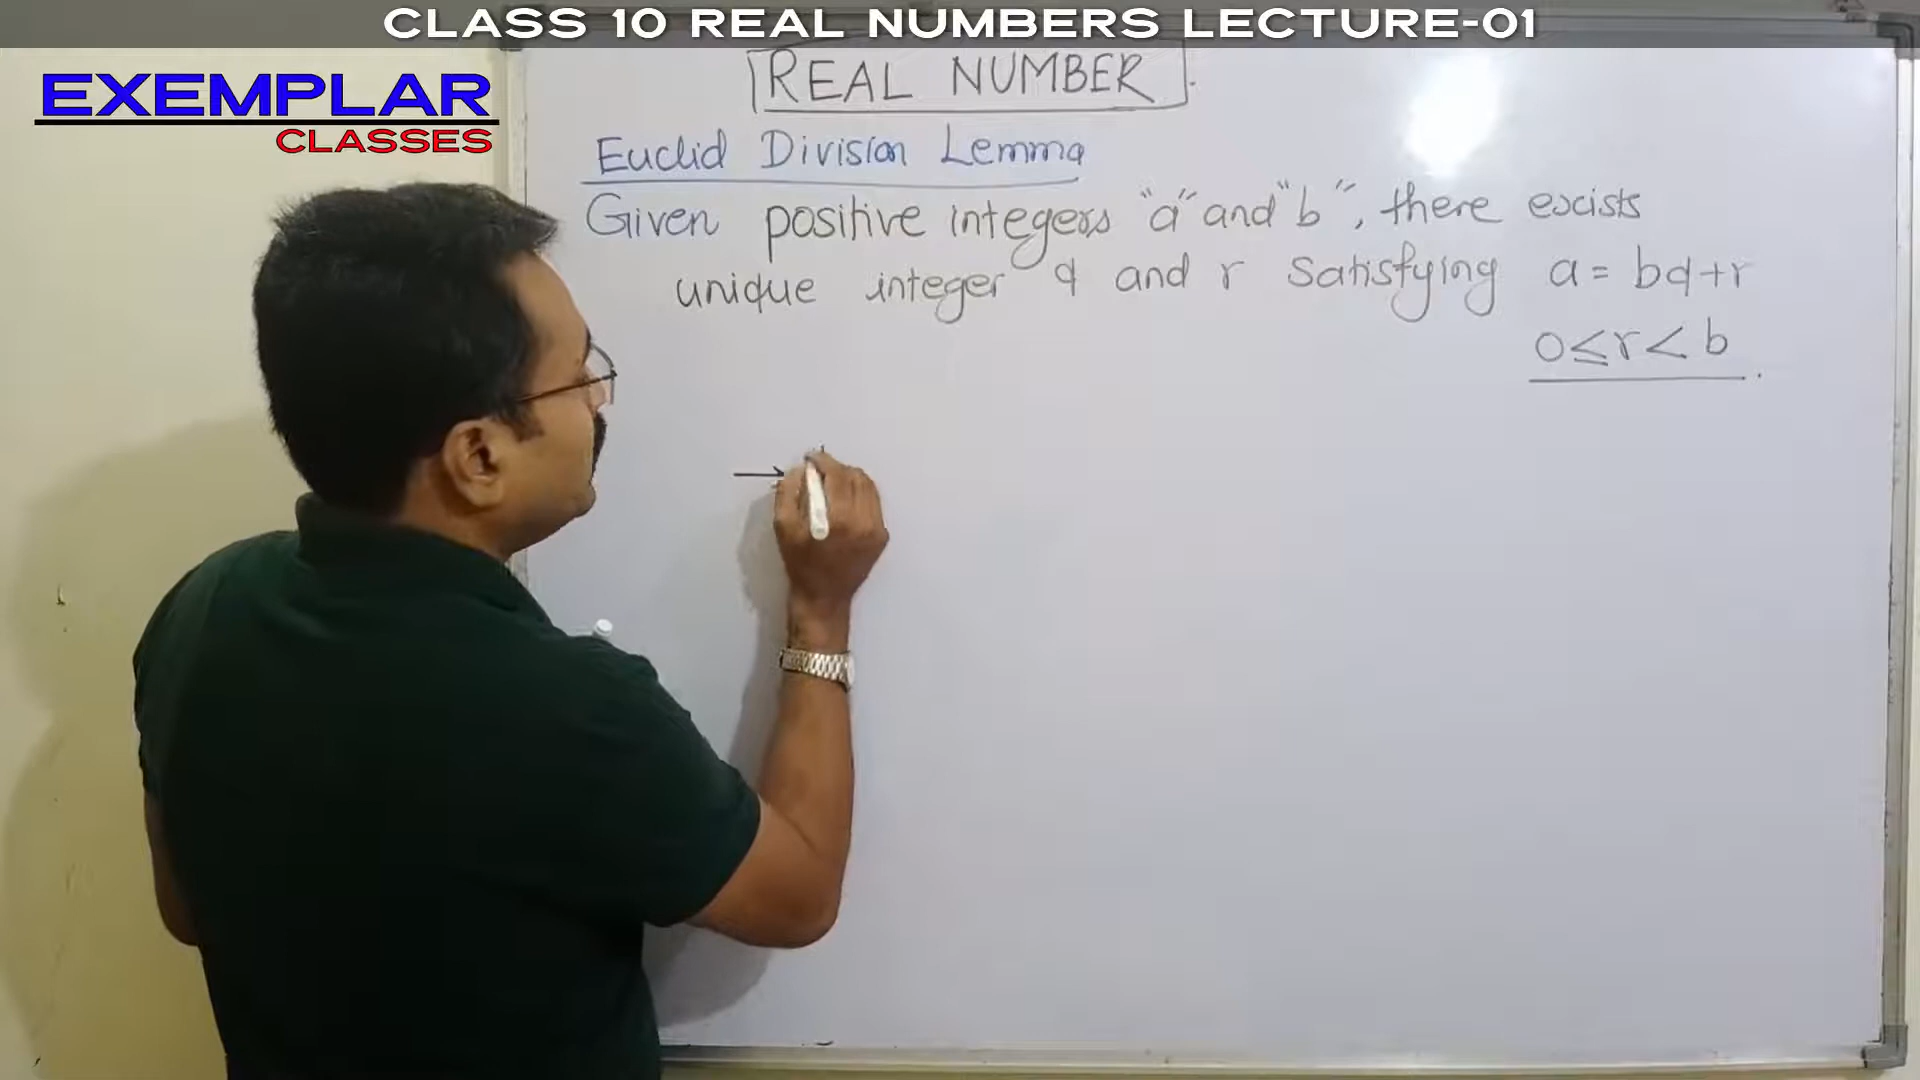 CLASS 10 REAL NUMBERS LECTURE-01
EXEMPLAR
CLASSES
REAL NUMBER
Euclid Division Lemma
Given positive integers "a" and "b", there excists
unique integer q and r satisfying a = bq+r
0≤r<b.